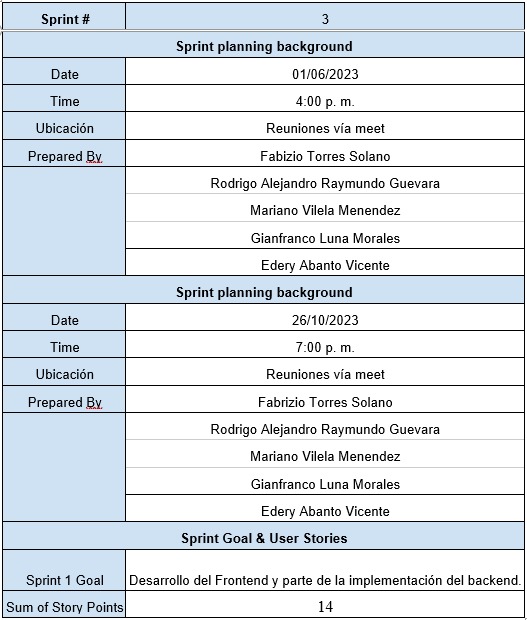 Sprint # 3
Sprint planning background
Date 01/06/2023
Time 4:00 p. m.
Ubicación Reuniones vía meet
Prepared By Fabizio Torres Solano
Rodrigo Alejandro Raymundo Guevara
Mariano Vilela Menendez
Gianfranco Luna Morales
Edery Abanto Vicente
Sprint planning background
Date 26/10/2023
Time 7:00 p. m.
Ubicación Reuniones vía meet
Prepared By Fabrizio Torres Solano
Rodrigo Alejandro Raymundo Guevara
Mariano Vilela Menendez
Gianfranco Luna Morales
Edery Abanto Vicente
Sprint Goal & User Stories
Sprint 1 Goal Desarrollo del Frontend y parte de la implementación del backend.
Sum of Story Points 14